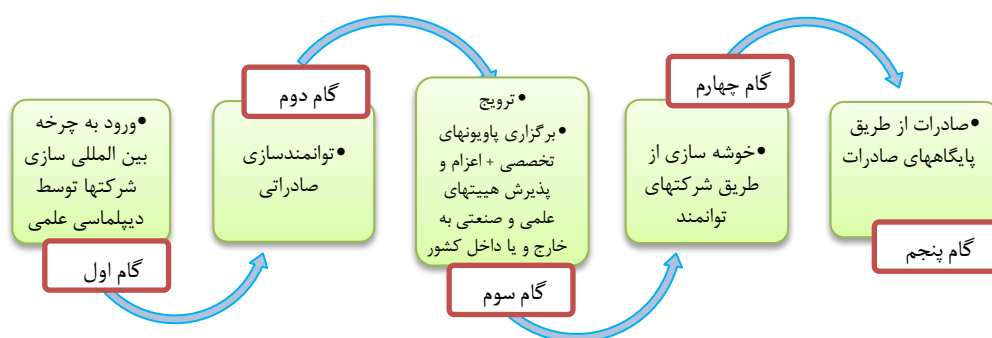 •ورود به چرخه
بین المللی سازی
شرکتها توسط
دیپلماسی علمی
گام اول
گام دوم
•توانمندسازی
صادراتی
•ترویج
•برگزاری پاویونهای
تخصصی + اعزام و
پذیرش هییتهای
علمی و صنعتی به
خارج و یا داخل کشور
گام سوم
گام چهارم
•خوشه سازی از
طریق شرکتهای
توانمند
•صادرات از طریق
پایگاههای صادرات
گام پنجم